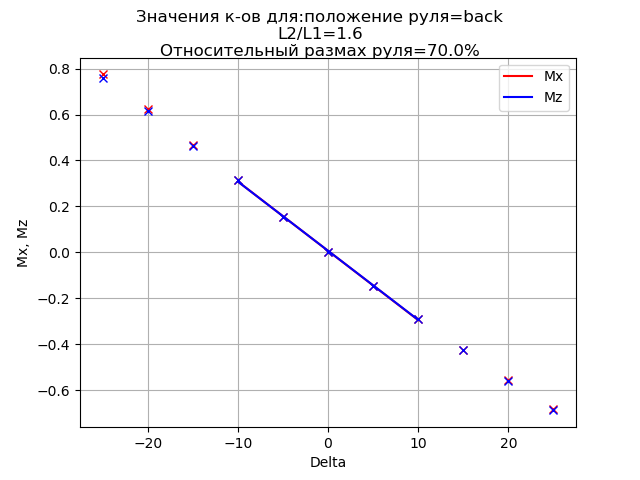 Значения к-ов для:положение руля=back
L2/L1=1.6
Относительный размах руля=70.0%
Mx
Mz
0.8
0.6
0.4
0.2
0.0
−0.2
−0.4
−0.6
Mx, Mz
−20
−10
0
10
20
Delta